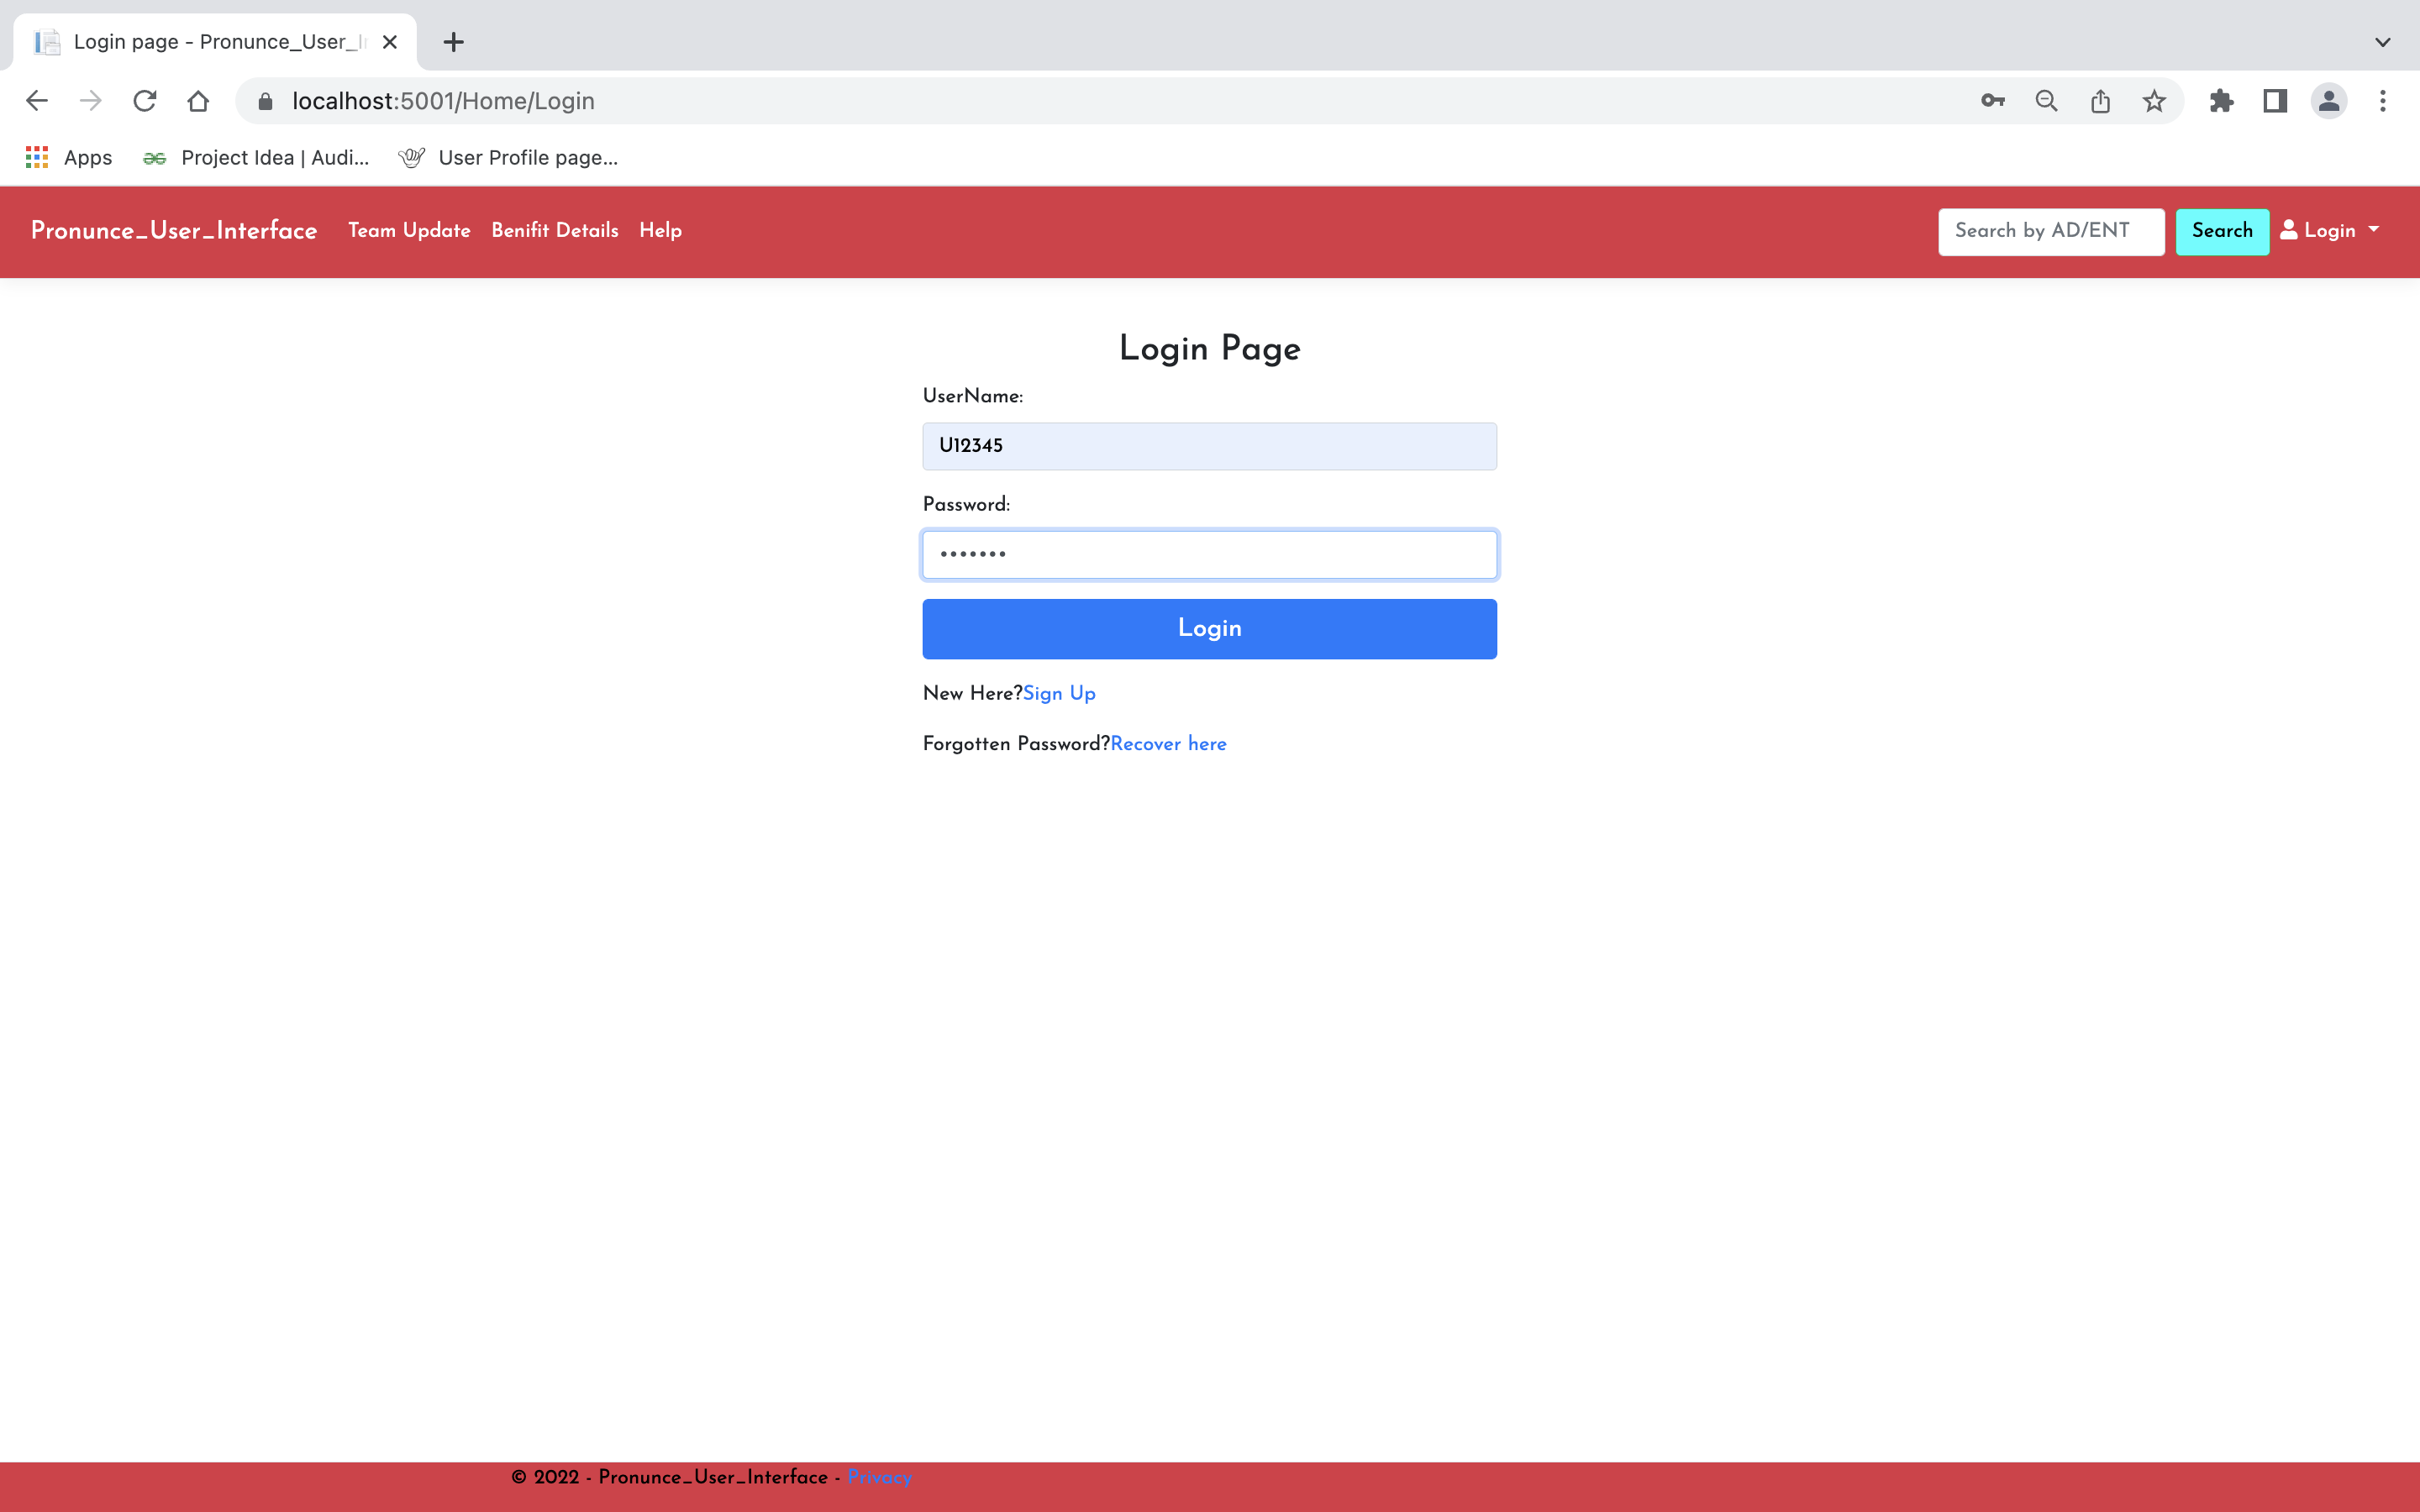 Login page - Pronunce_User_I
localhost:5001/Home/Login
Apps Project Idea | Audi... User Profile page...
Pronunce_User_Interface Team Update Benifit Details Help Search by AD/ENT Search Login
Login Page
UserName:
U12345
Password:
•••••••
Login
New Here?Sign Up
Forgotten Password?Recover here
© 2022 - Pronunce_User_Interface - Privacy